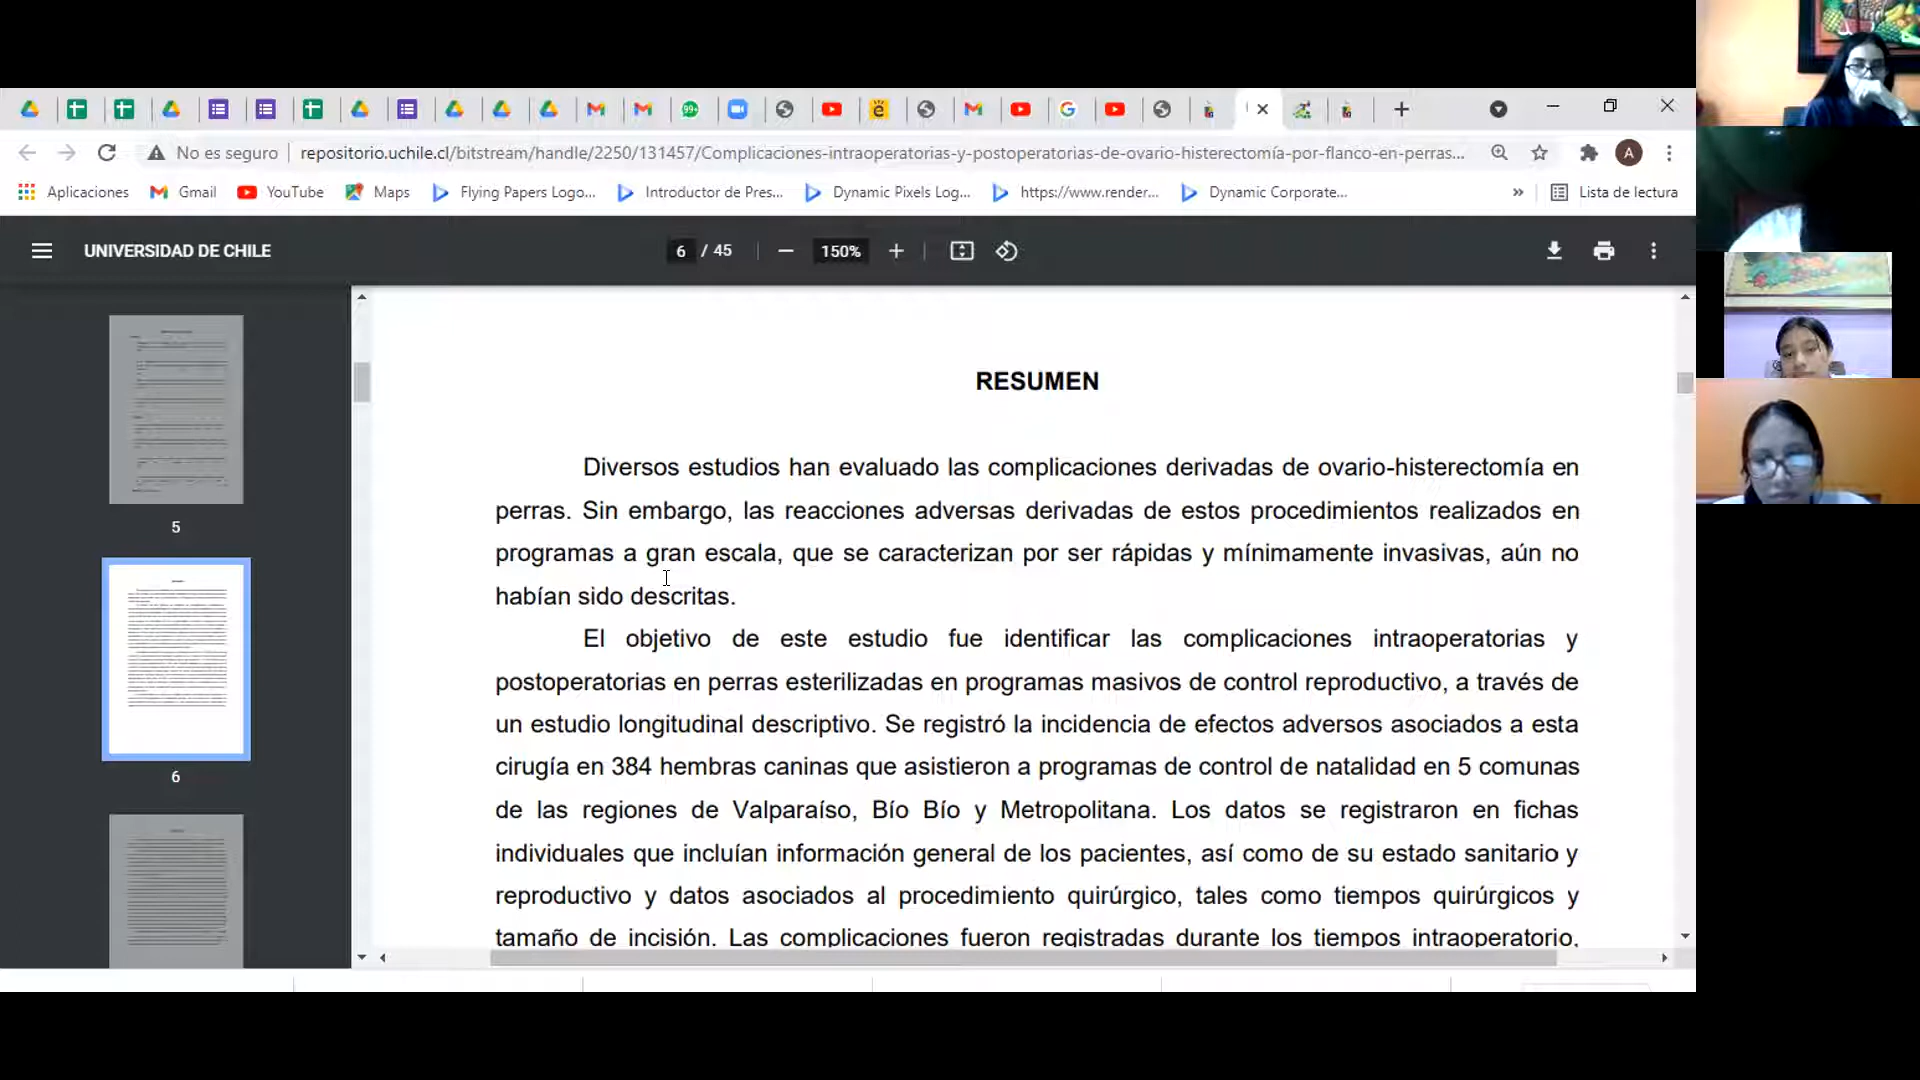 99+
No es seguro
repositorio.uchile.cl/bitstream/handle/2250/131457/Complicaciones-intraoperatorias-y-postoperatorias-de-ovario-histerectomía-por-flanco-en-perras...
A
Aplicaciones
Gmail
YouTube
Maps
Flying Papers Logo...
Introductor de Pres...
Dynamic Pixels Log...
https://www.render...
Dynamic Corporate...
»
Lista de lectura
UNIVERSIDAD DE CHILE
6 / 45
150%
5
6
RESUMEN
Diversos estudios han evaluado las complicaciones derivadas de ovario-histerectomía en
perras. Sin embargo, las reacciones adversas derivadas de estos procedimientos realizados en
programas a gran escala, que se caracterizan por ser rápidas y mínimamente invasivas, aún no
habían sido descritas.
El objetivo de este estudio fue identificar las complicaciones intraoperatorias y
postoperatorias en perras esterilizadas en programas masivos de control reproductivo, a través de
un estudio longitudinal descriptivo. Se registró la incidencia de efectos adversos asociados a esta
cirugía en 384 hembras caninas que asistieron a programas de control de natalidad en 5 comunas
de las regiones de Valparaíso, Bío Bío y Metropolitana. Los datos se registraron en fichas
individuales que incluían información general de los pacientes, así como de su estado sanitario y
reproductivo y datos asociados al procedimiento quirúrgico, tales como tiempos quirúrgicos y
tamaño de incisión. Las complicaciones fueron registradas durante los tiempos intraoperatorio,